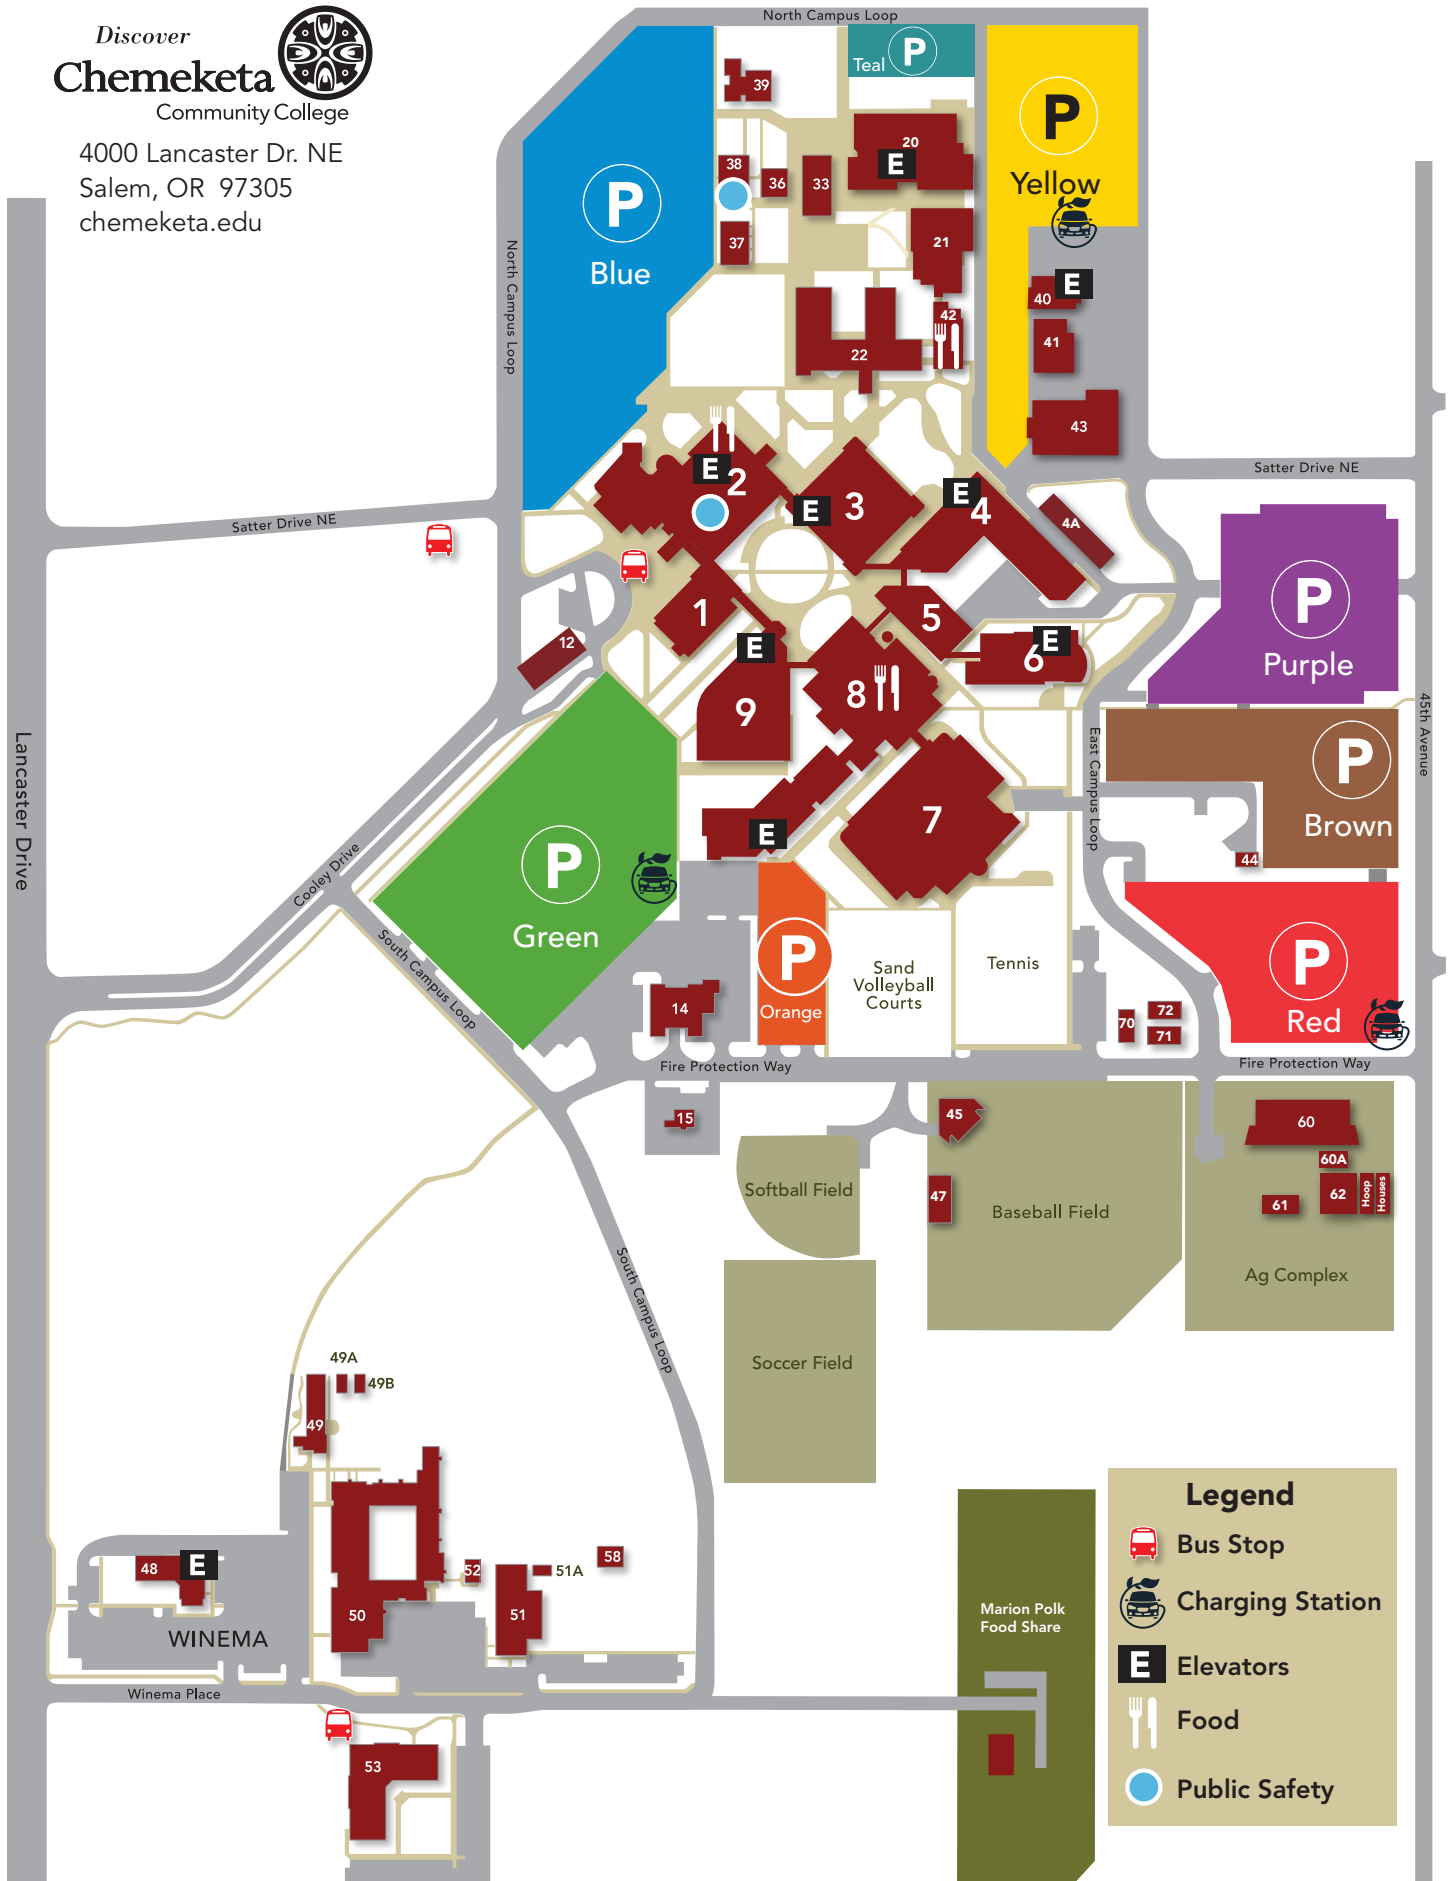 Discover
Chemeketa
Community College
4000 Lancaster Dr. NE
Salem, OR  97305
chemeketa.edu
North Campus Loop
Teal
P
P
Yellow
39
20
E
38
36
33
37
21
P
Blue
North Campus Loop
40
E
41
42
22
43
Satter Drive NE
Satter Drive NE
E
2
E
3
E
4
4A
P
Purple
1
5
12
E
6
E
8
9
Lancaster Drive
45th Avenue
East Campus Loop
P
Brown
7
E
44
Cooley Drive
P
Green
South Campus Loop
P
Orange
Sand
Volleyball
Courts
Tennis
P
Red
14
70
72
71
Fire Protection Way
Fire Protection Way
15
45
60
60A
47
61
62
Hoop
Houses
Softball Field
Baseball Field
Ag Complex
South Campus Loop
Soccer Field
49A
49B
49
48
E
52
51A
58
50
51
WINEMA
Winema Place
53
Marion Polk
Food Share
Legend
Bus Stop
Charging Station
E
Elevators
Food
Public Safety